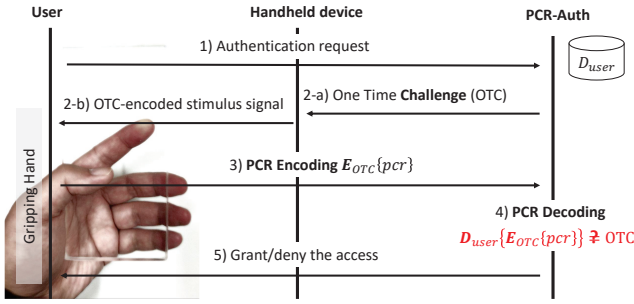 User
Handheld device
PCR-Auth
1) Authentication request
D_user
2-a) One Time Challenge (OTC)
2-b) OTC-encoded stimulus signal
Gripping Hand
3) PCR Encoding E_OTC{pcr}
4) PCR Decoding
D_user{E_OTC{pcr}} ≟ OTC
5) Grant/deny the access